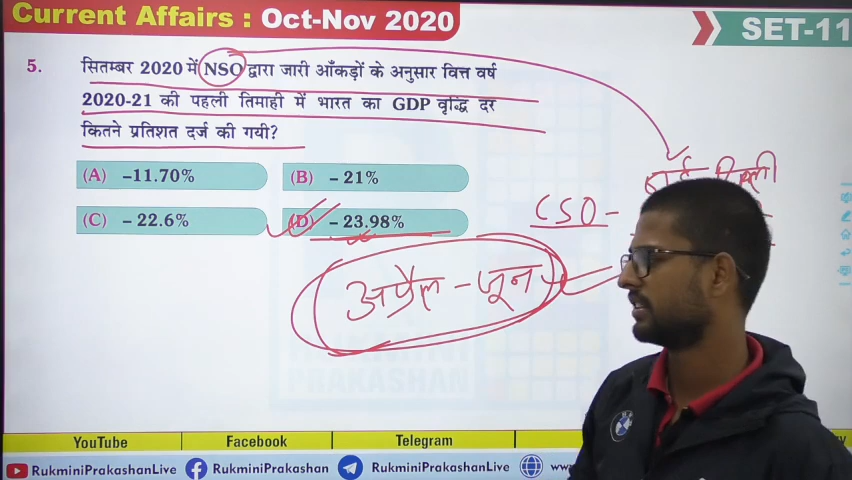 Current Affairs : Oct-Nov 2020
SET-11
5. सितम्बर 2020 में NSO द्वारा जारी आँकड़ों के अनुसार वित्त वर्ष
2020-21 की पहली तिमाही में भारत का GDP वृद्धि दर
कितने प्रतिशत दर्ज की गयी?
(A) -11.70%
(B) - 21%
(C) - 22.6%
(D) - 23.98%
CSO -
अप्रैल - जून
RUKMINI
PRAKASHAN
YouTube
Facebook
Telegram
RukminiPrakashanLive
RukminiPrakashan
RukminiPrakashanLive